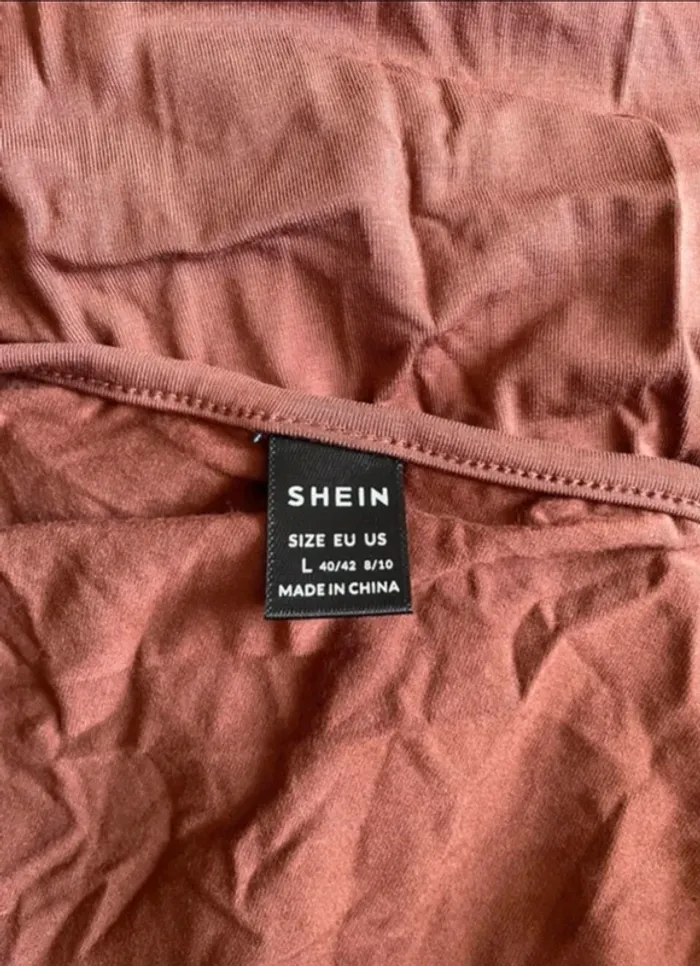 SHEIN
SIZE EU US
L 40/42 8/10
MADE IN CHINA